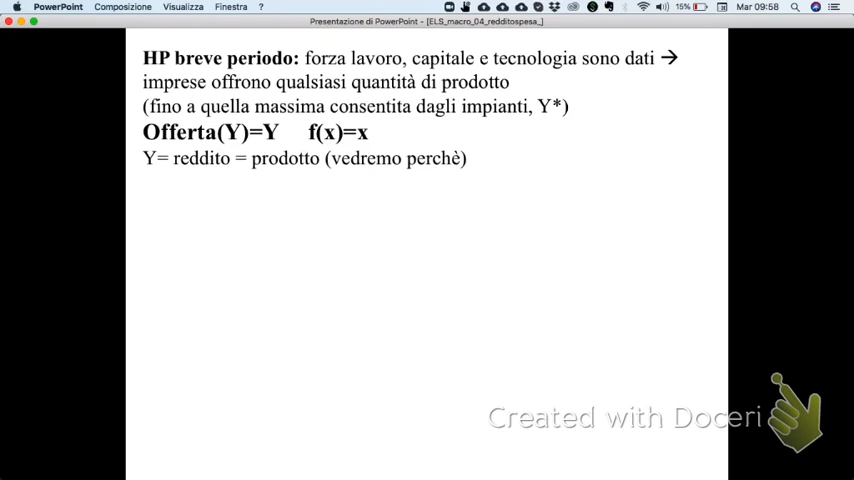 PowerPoint Composizione Visualizza Finestra ? 15% Mar 09:58
Presentazione di PowerPoint - [ELS_macro_04_redditospesa_]
HP breve periodo: forza lavoro, capitale e tecnologia sono dati →
imprese offrono qualsiasi quantità di prodotto
(fino a quella massima consentita dagli impianti, Y*)
Offerta(Y)=Y f(x)=x
Y= reddito = prodotto (vedremo perchè)
Created with Doceri